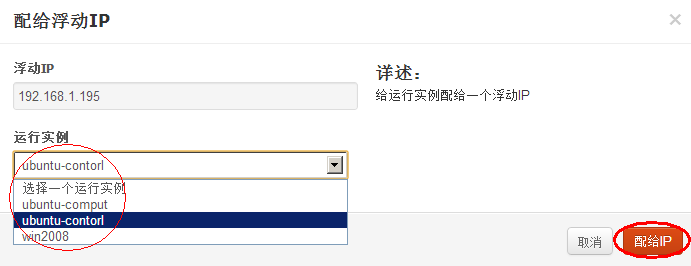 配给浮动IP
×
浮动IP
192.168.1.195
详述：
给运行实例配给一个浮动IP
运行实例
ubuntu-contorl
选择一个运行实例
ubuntu-comput
ubuntu-contorl
win2008
取消
配给IP